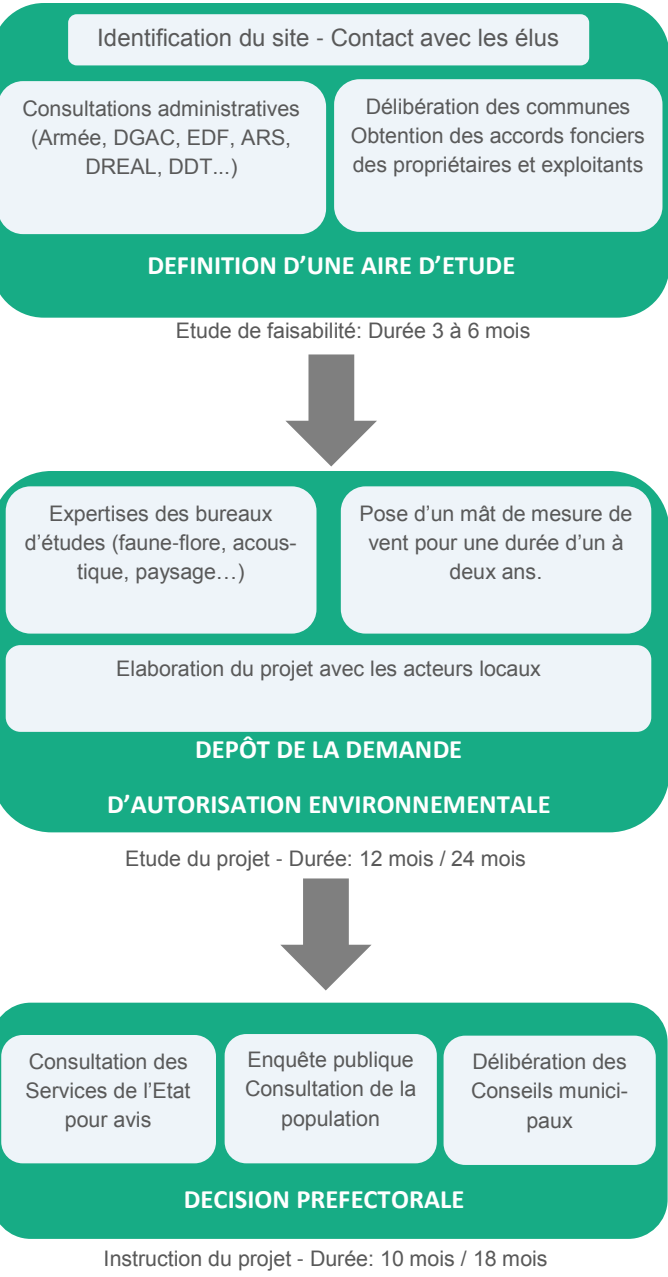 Identification du site - Contact avec les élus
Consultations administratives
(Armée, DGAC, EDF, ARS,
DREAL, DDT...)
Délibération des communes
Obtention des accords fonciers
des propriétaires et exploitants
DEFINITION D’UNE AIRE D’ETUDE
Etude de faisabilité: Durée 3 à 6 mois
Expertises des bureaux
d’études (faune-flore, acous-
tique, paysage…)
Pose d’un mât de mesure de
vent pour une durée d’un à
deux ans.
Elaboration du projet avec les acteurs locaux
DEPÔT DE LA DEMANDE
D’AUTORISATION ENVIRONNEMENTALE
Etude du projet - Durée: 12 mois / 24 mois
Consultation des
Services de l’Etat
pour avis
Enquête publique
Consultation de la
population
Délibération des
Conseils munici-
paux
DECISION PREFECTORALE
Instruction du projet - Durée: 10 mois / 18 mois